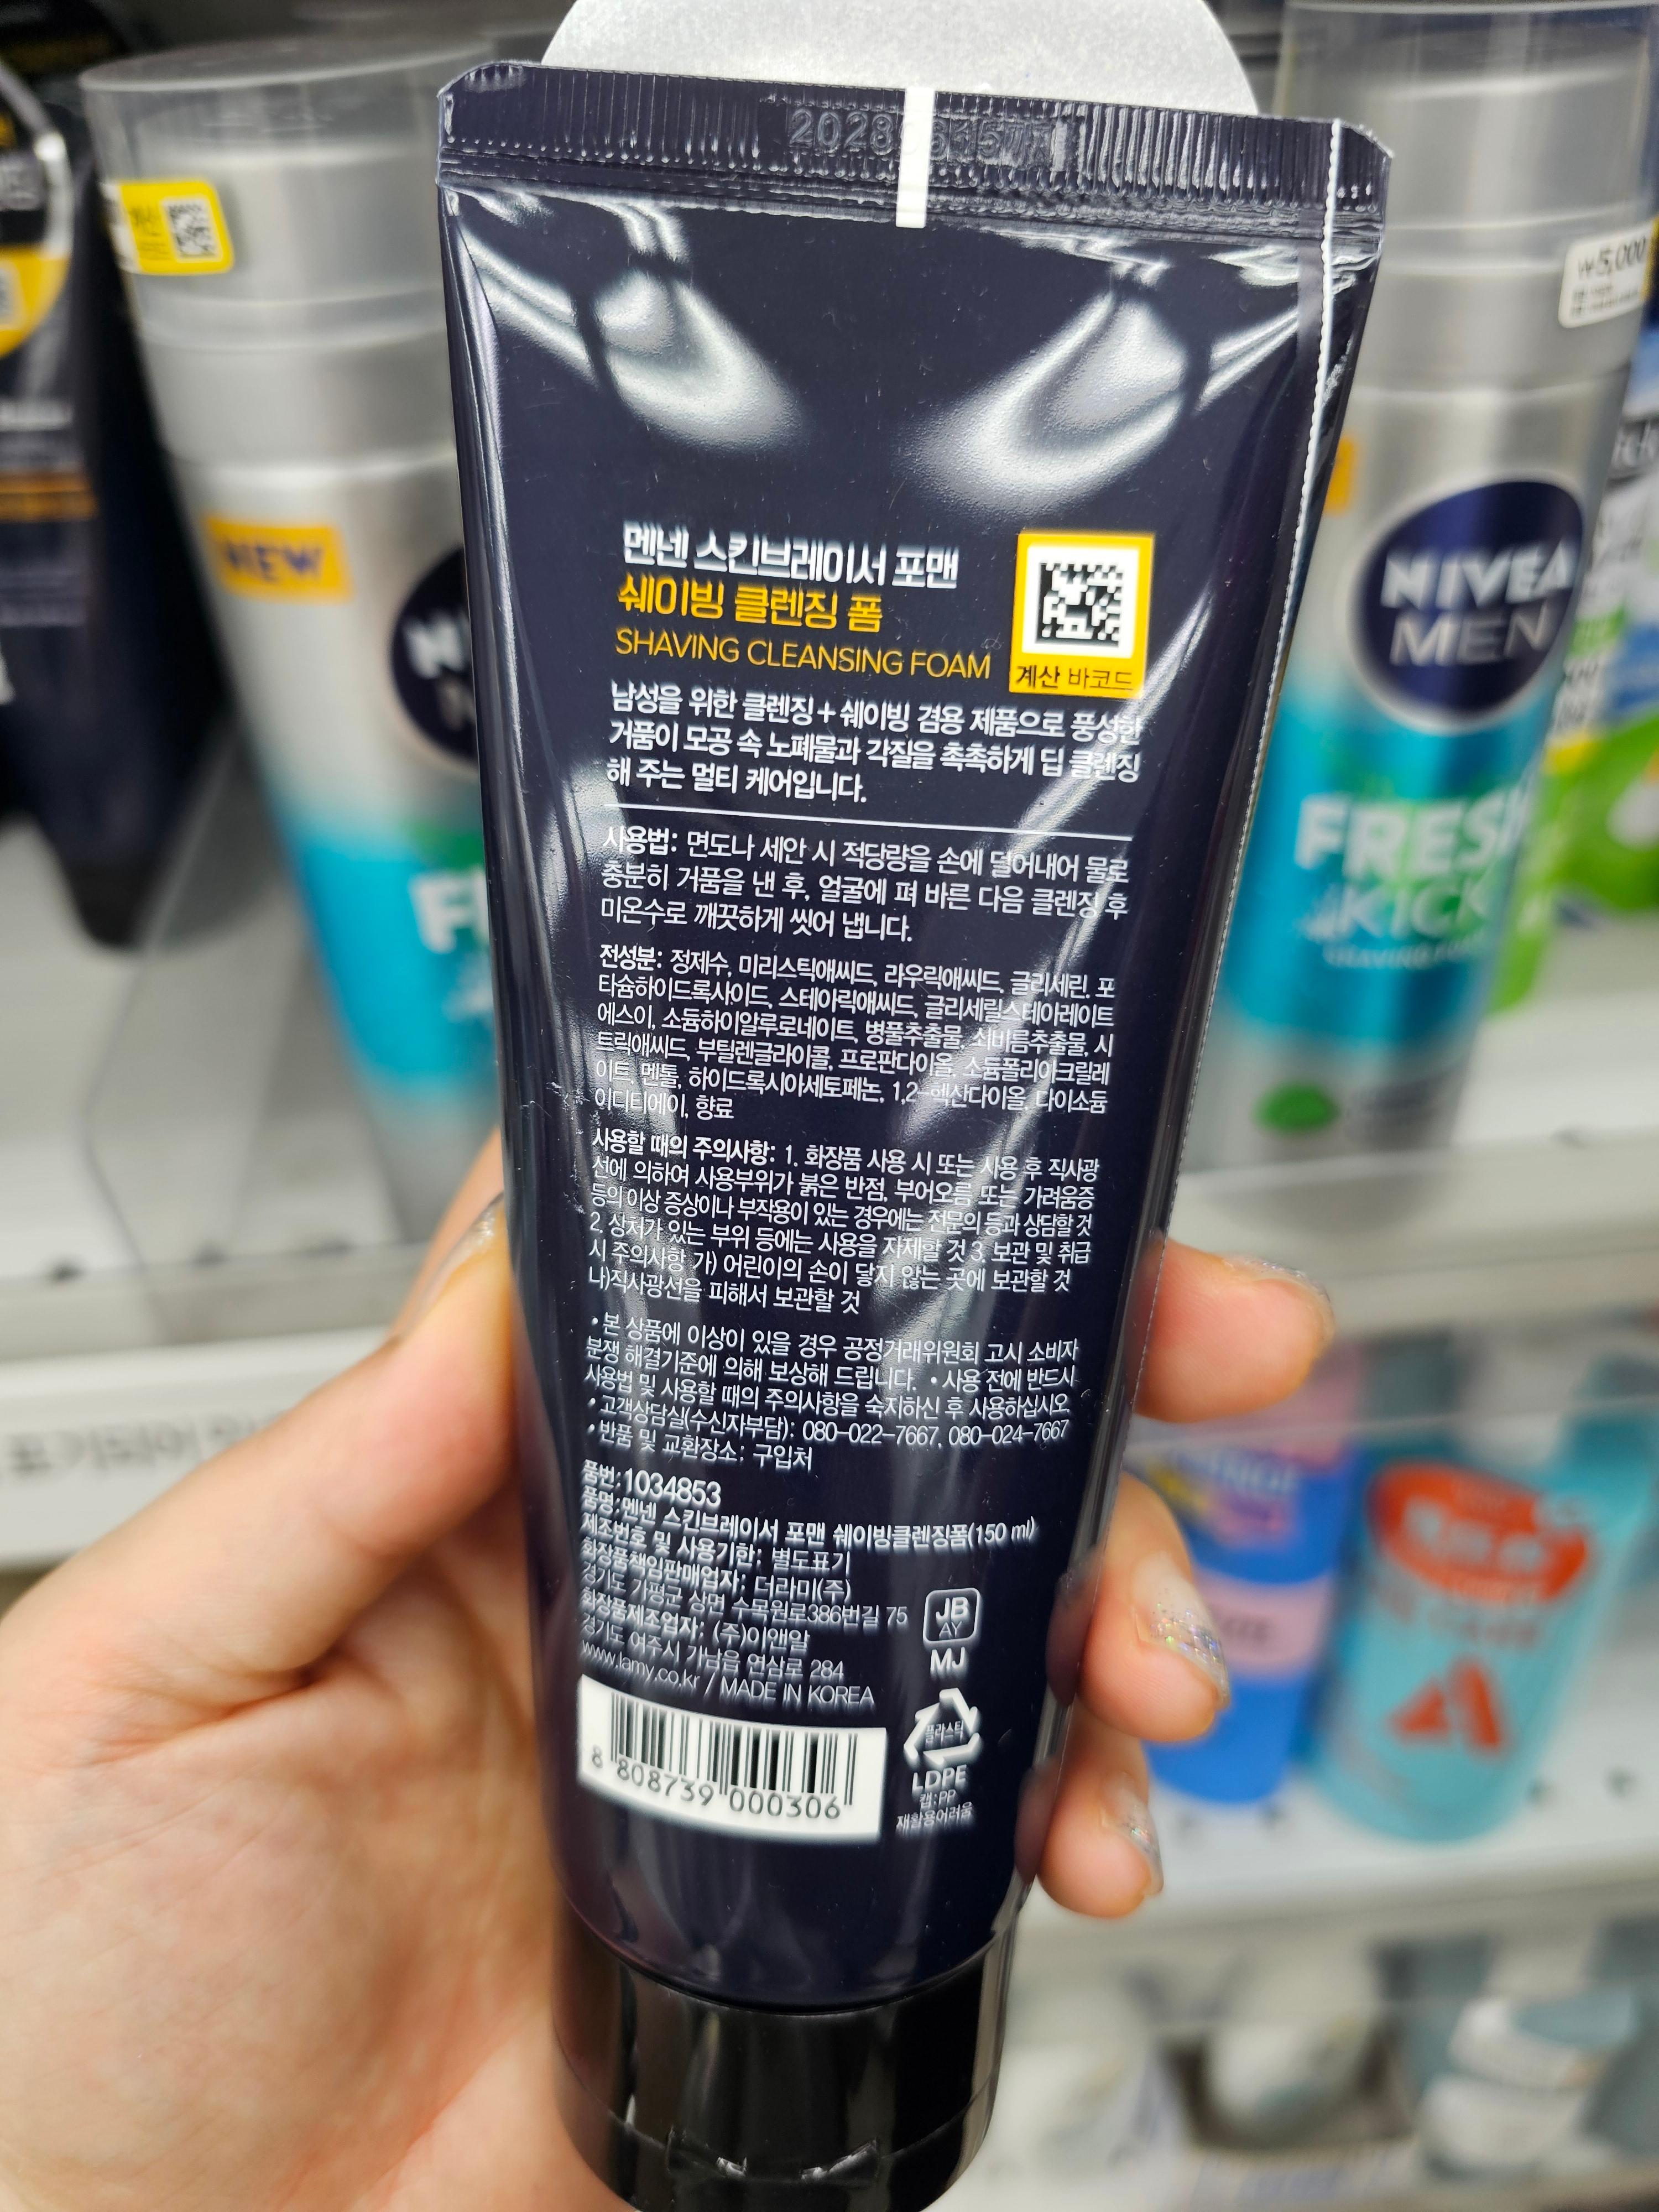 NEW
₩5,000
NIVEA
MEN
FRESH
KICK
SHAVING FOAM
멘넨 스킨브레이서 포맨
쉐이빙 클렌징 폼
SHAVING CLEANSING FOAM
계산 바코드
남성을 위한 클렌징+쉐이빙 겸용 제품으로 풍성한
거품이 모공 속 노폐물과 각질을 촉촉하게 딥 클렌징
해 주는 멀티 케어입니다.
사용법: 면도나 세안 시 적당량을 손에 덜어내어 물로
충분히 거품을 낸 후, 얼굴에 펴 바른 다음 클렌징 후
미온수로 깨끗하게 씻어 냅니다.
전성분: 정제수, 미리스틱애씨드, 라우릭애씨드, 글리세린, 포
타슘하이드록사이드, 스테아릭애씨드, 글리세릴스테아레이트
에스이, 소듐하이알루로네이트, 병풀추출물, 쇠비름추출물, 시
트릭애씨드, 부틸렌글라이콜, 프로판다이올, 소듐폴리아크릴레
이트, 멘톨, 하이드록시아세토페논, 1,2-헥산다이올, 다이소듐
이디티에이, 향료
사용할 때의 주의사항: 1. 화장품 사용 시 또는 사용 후 직사광
선에 의하여 사용부위가 붉은 반점, 부어오름 또는 가려움증
등의 이상 증상이나 부작용이 있는 경우에는 전문의 등과 상담할 것
2. 상처가 있는 부위 등에는 사용을 자제할 것 3. 보관 및 취급
시 주의사항 가) 어린이의 손이 닿지 않는 곳에 보관할 것
나)직사광선을 피해서 보관할 것
•본 상품에 이상이 있을 경우 공정거래위원회 고시 소비자
분쟁 해결기준에 의해 보상해 드립니다. •사용 전에 반드시
사용법 및 사용할 때의 주의사항을 숙지하신 후 사용하십시오
•고객상담실(수신자부담): 080-022-7667, 080-024-7667
•반품 및 교환장소: 구입처
품번:1034853
품명:멘넨 스킨브레이서 포맨 쉐이빙클렌징폼(150 ml)
제조번호 및 사용기한: 별도표기
화장품책임판매업자: 더라미(주)
경기도 가평군 상면 수목원로386번길 75
화장품제조업자: (주)이앤알
경기도 여주시 가남읍 연삼로 284
www.lamy.co.kr / MADE IN KOREA
JB
AY
MJ
플라스틱
LDPE
캡:PP
재활용어려움
8 808739 000306